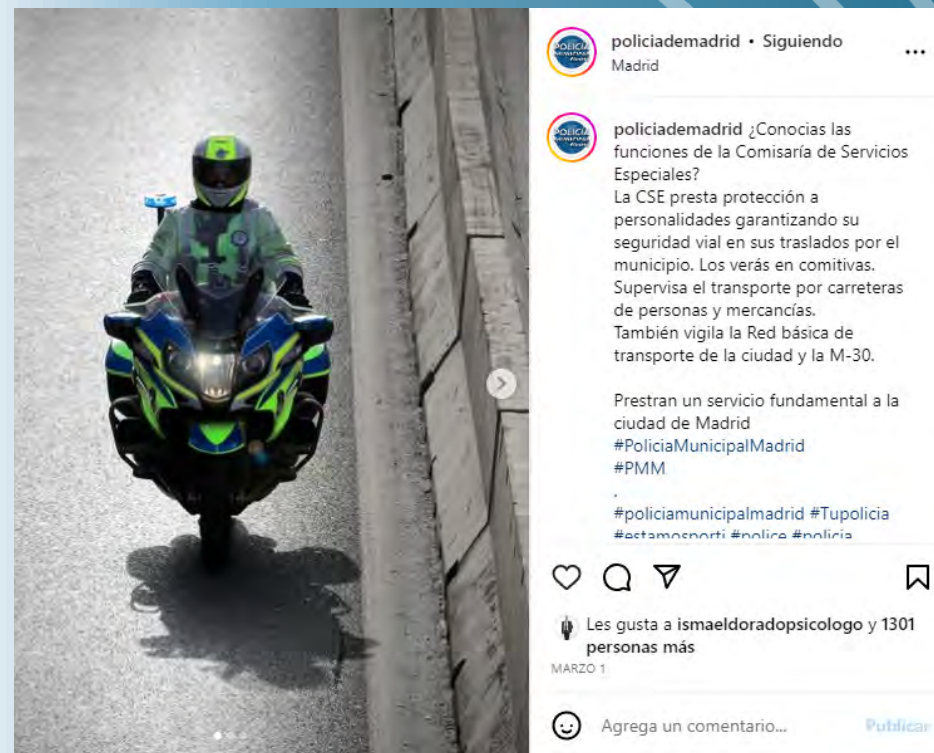 policiademadrid • Siguiendo
Madrid
policiademadrid ¿Conocias las
funciones de la Comisaría de Servicios
Especiales?
La CSE presta protección a
personalidades garantizando su
seguridad vial en sus traslados por el
municipio. Los verás en comitivas.
Supervisa el transporte por carreteras
de personas y mercancías.
También vigila la Red básica de
transporte de la ciudad y la M-30.
Prestran un servicio fundamental a la
ciudad de Madrid
#PoliciaMunicipalMadrid
#PMM
.
#policiamunicipalmadrid #Tupolicia
#estamosporti #police #policia
Les gusta a ismaeldoradopsicologo y 1301
personas más
MARZO 1
Agrega un comentario...
Publicar